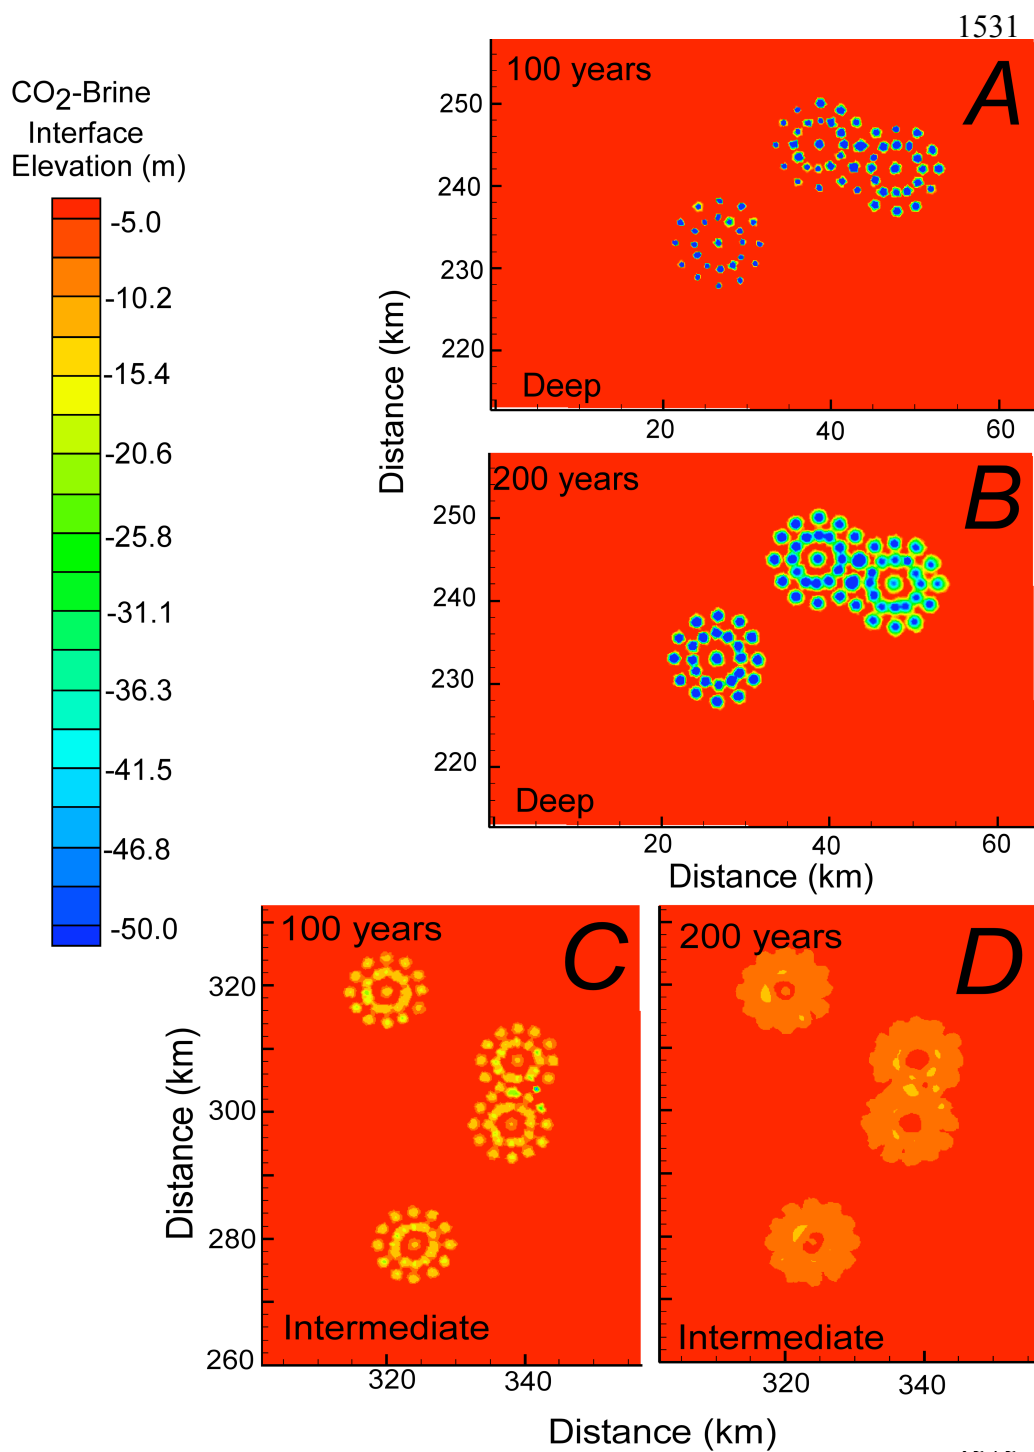 1531
CO2-Brine
Interface
Elevation (m)
-5.0
-10.2
-15.4
-20.6
-25.8
-31.1
-36.3
-41.5
-46.8
-50.0
100 years
A
250
240
230
220
Deep
20
40
60
Distance (km)
200 years
B
250
240
230
220
Deep
20
40
60
Distance (km)
100 years
C
320
300
280
260
Intermediate
320
340
Distance (km)
200 years
D
Intermediate
320
340
Distance (km)